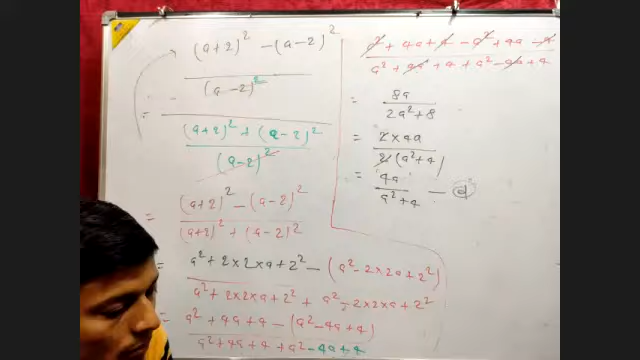 (a+2)² - (a-2)²
(a-2)²
=
(a+2)² + (a-2)²
(a-2)²
= (a+2)² - (a-2)²
(a+2)² + (a-2)²
= a² + 2×2×a + 2² - (a² - 2×2a + 2²)
a² + 2×2×a + 2² + a² - 2×2×a + 2²
= a² + 4a + 4 - (a² - 4a + 4)
a² + 4a + 4 + a² - 4a + 4
a² + 4a + 4 - a² + 4a - 4
a² + 4a + 4 + a² - 4a + 4
= 8a
2a² + 8
= 2×4a
2(a²+4)
= 4a
a²+4